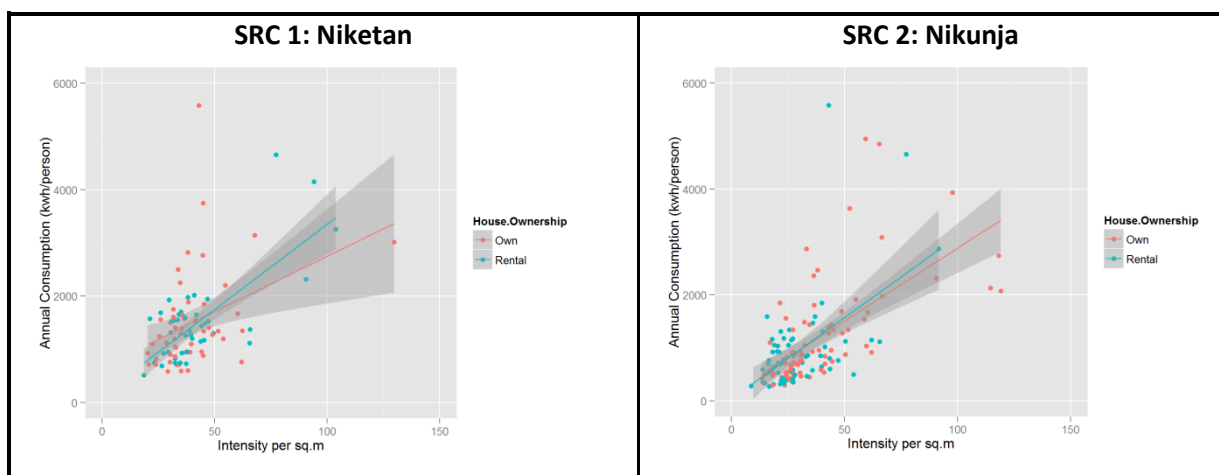 SRC 1: Niketan
6000
4000
2000
0
0
50
100
150
Annual Consumption (kwh/person)
Intensity per sq.m
House.Ownership
Own
Rental
SRC 2: Nikunja
6000
4000
2000
0
0
50
100
150
Annual Consumption (kwh/person)
Intensity per sq.m
House.Ownership
Own
Rental